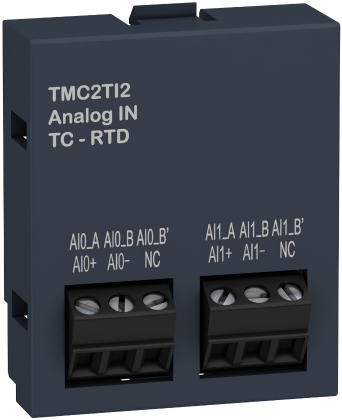 TMC2TI2
Analog IN
TC - RTD
AI0_A AI0_B AI0_B'
AI0+ AI0- NC
AI1_A AI1_B AI1_B'
AI1+ AI1- NC